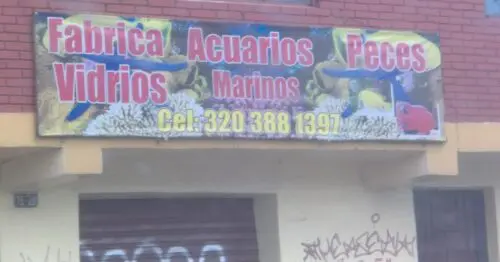 Fabrica Acuarios Peces
Vidrios Marinos
Cel: 320 388 1397